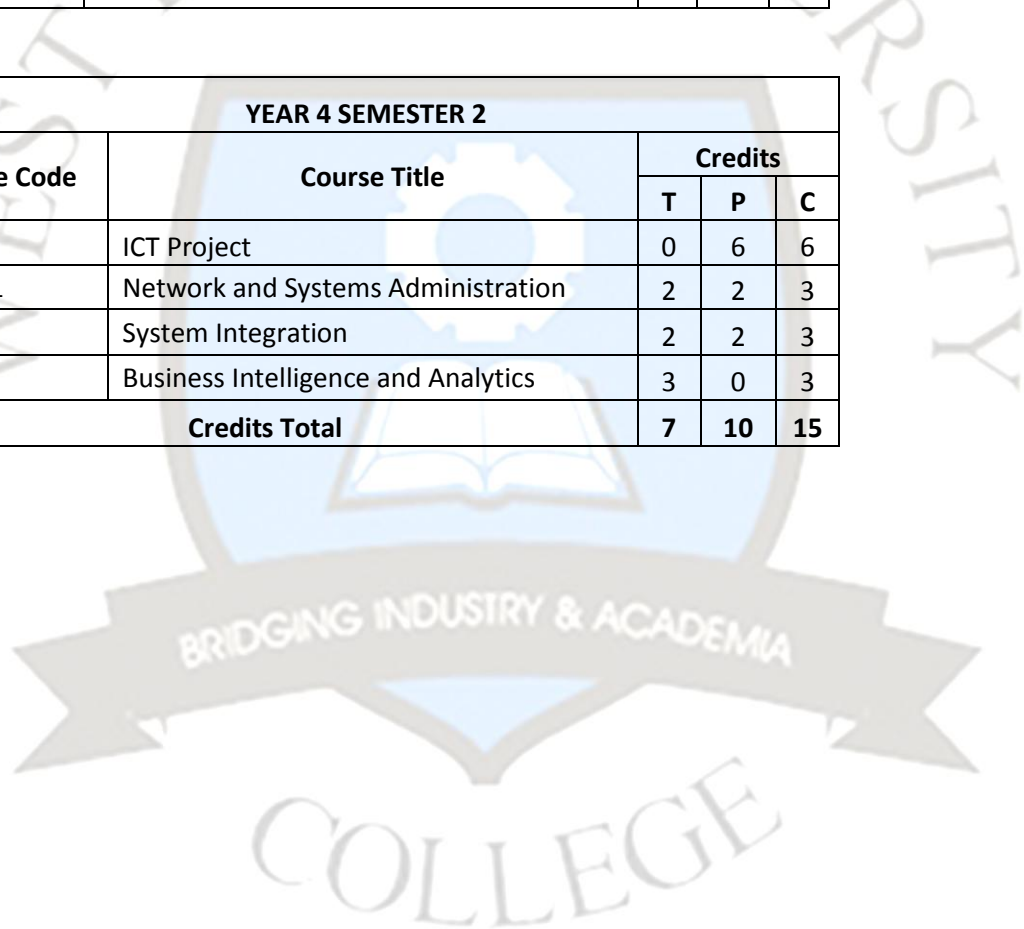 YEAR 4 SEMESTER 2
Code Course Title Credits
T P C
ICT Project 0 6 6
Network and Systems Administration 2 2 3
System Integration 2 2 3
Business Intelligence and Analytics 3 0 3
Credits Total 7 10 15
BRIDGING INDUSTRY & ACADEMIA
COLLEGE